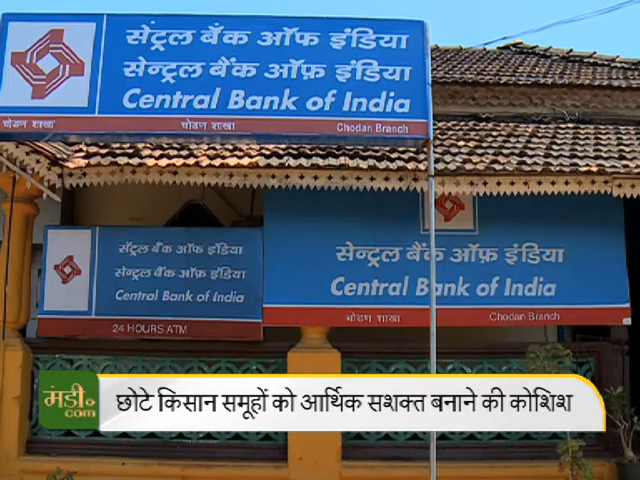 सेंट्रल बँक ऑफ इंडिया
सेन्ट्रल बैंक ऑफ़ इंडिया
Central Bank of India
चोडण शाखा चोडण शाखा Chodan Branch
सेंट्रल बँक ऑफ इंडिया
सेन्ट्रल बैंक ऑफ़ इंडिया
Central Bank of India
24 HOURS ATM
सेन्ट्रल बैंक ऑफ़ इंडिया
Central Bank of India
चोडण शाखा Chodan Branch
मंडी.com
छोटे किसान समूहों को आर्थिक सशक्त बनाने की कोशिश